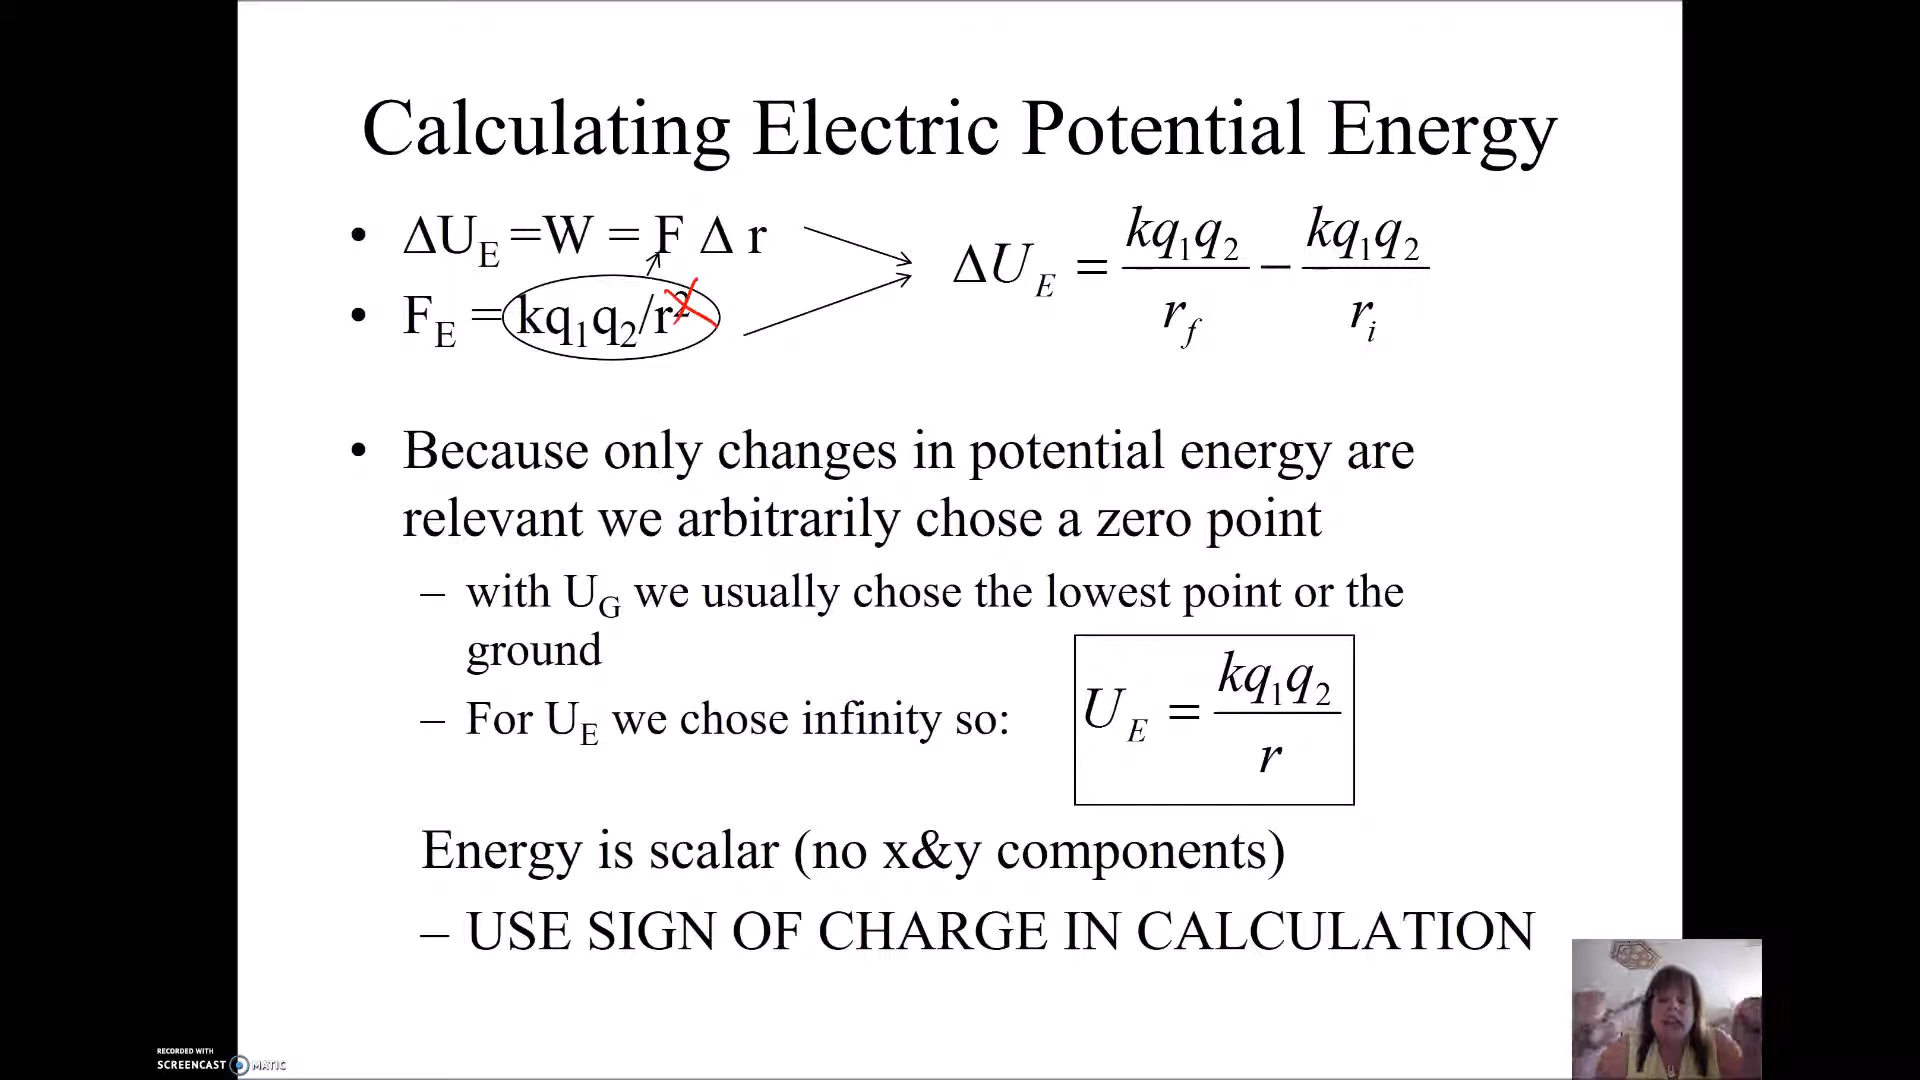 Calculating Electric Potential Energy
• ΔU_E =W = F Δ r
• F_E = kq₁q₂/r²
ΔU_E = kq₁q₂/r_f − kq₁q₂/r_i
• Because only changes in potential energy are
relevant we arbitrarily chose a zero point
– with U_G we usually chose the lowest point or the
ground
– For U_E we chose infinity so:
U_E = kq₁q₂/r
Energy is scalar (no x&y components)
– USE SIGN OF CHARGE IN CALCULATION
RECORDED WITH
SCREENCAST MATIC